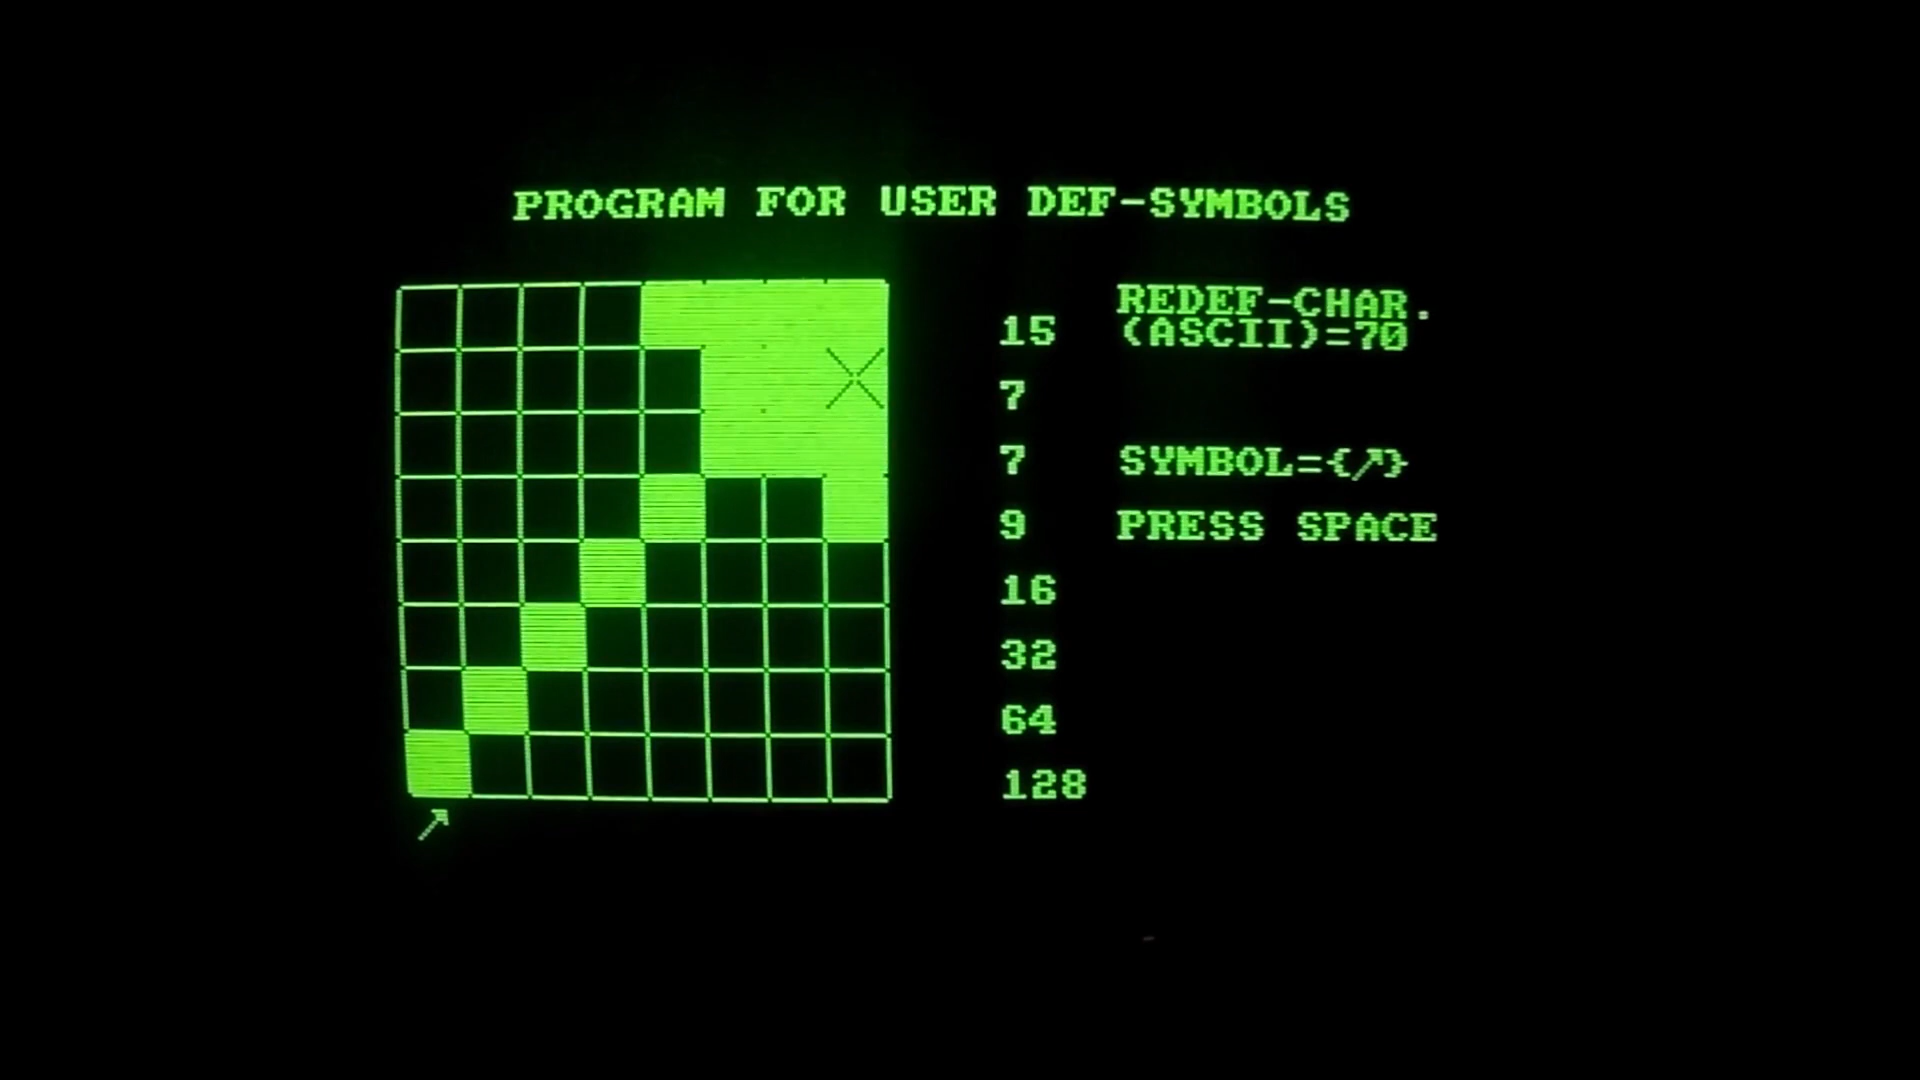 PROGRAM FOR USER DEF-SYMBOLS
REDEF-CHAR.
15 (ASCII)=70
7
7 SYMBOL={↗}
9 PRESS SPACE
16
32
64
128
↗